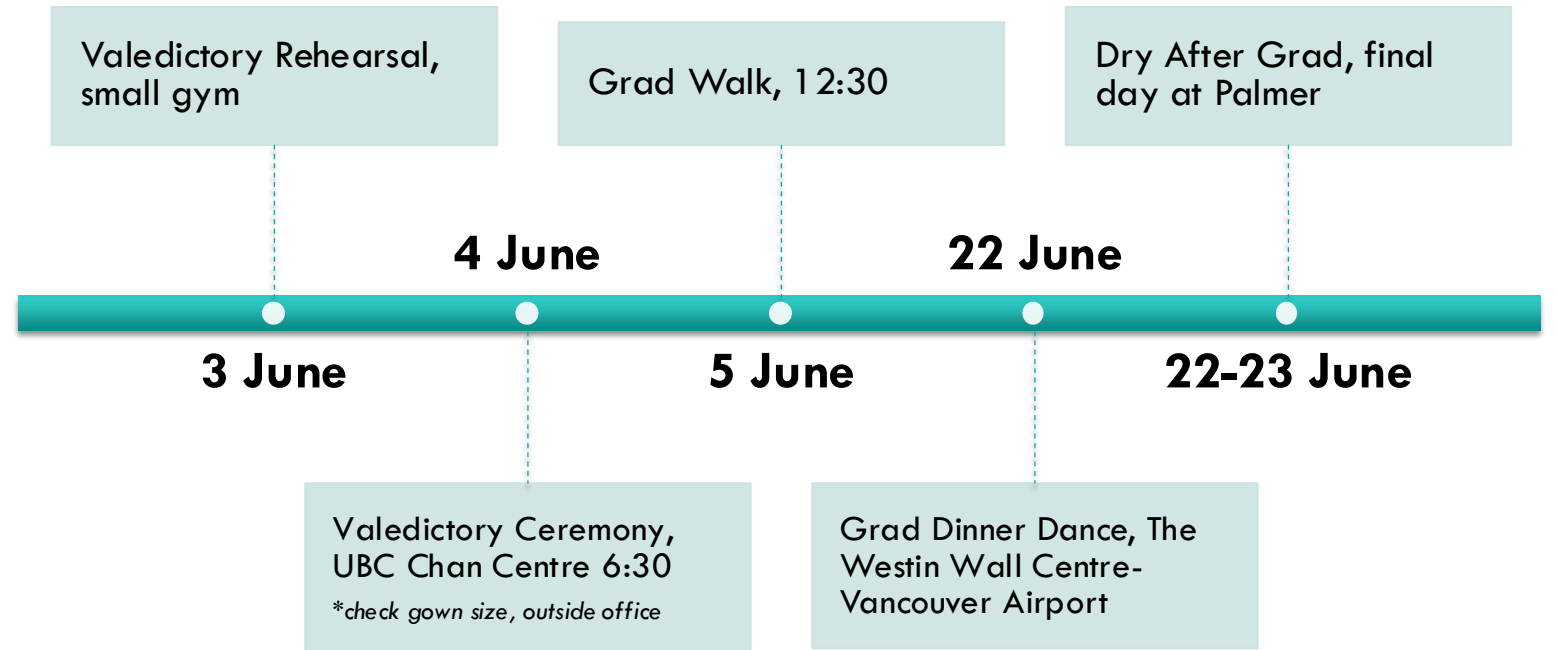 Valedictory Rehearsal,
small gym
Grad Walk, 12:30
Dry After Grad, final
day at Palmer
4 June
22 June
3 June
5 June
22-23 June
Valedictory Ceremony,
UBC Chan Centre 6:30
*check gown size, outside office
Grad Dinner Dance, The
Westin Wall Centre-
Vancouver Airport